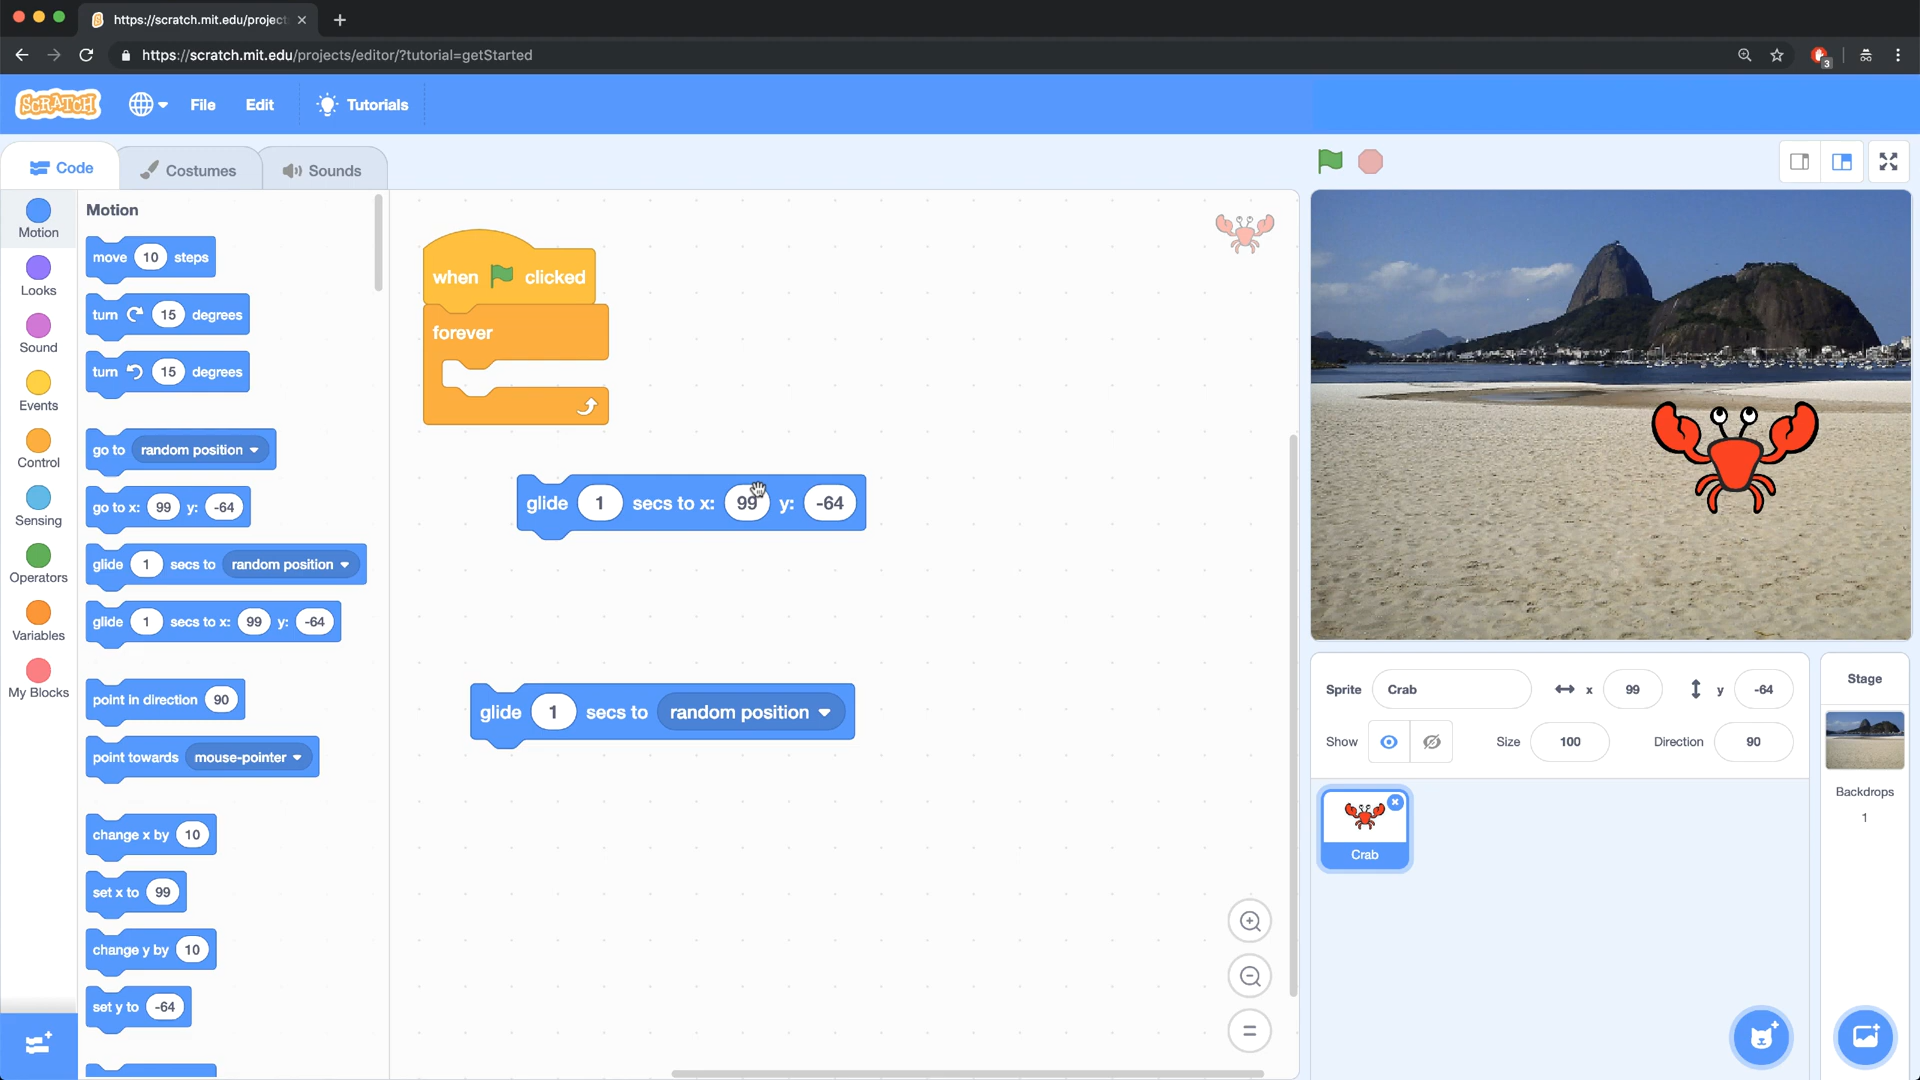 https://scratch.mit.edu/project
https://scratch.mit.edu/projects/editor/?tutorial=getStarted
3
SCRATCH
File
Edit
Tutorials
Code
Costumes
Sounds
Motion
Looks
Sound
Events
Control
Sensing
Operators
Variables
My Blocks
Motion
move 10 steps
turn 15 degrees
turn 15 degrees
go to random position
go to x: 99 y: -64
glide 1 secs to random position
glide 1 secs to x: 99 y: -64
point in direction 90
point towards mouse-pointer
change x by 10
set x to 99
change y by 10
set y to -64
when clicked
forever
glide 1 secs to x: 99 y: -64
glide 1 secs to random position
Sprite Crab x 99 y -64
Show Size 100 Direction 90
Crab
Stage
Backdrops
1